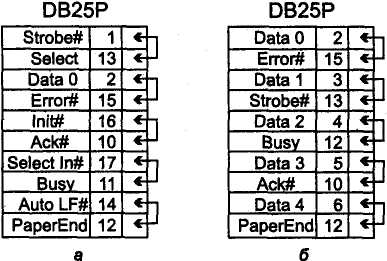 DB25P
Strobe# 1
Select 13
Data 0 2
Error# 15
Init# 16
Ack# 10
Select In# 17
Busy 11
Auto LF# 14
PaperEnd 12
а
DB25P
Data 0 2
Error# 15
Data 1 3
Strobe# 13
Data 2 4
Busy 12
Data 3 5
Ack# 10
Data 4 6
PaperEnd 12
б